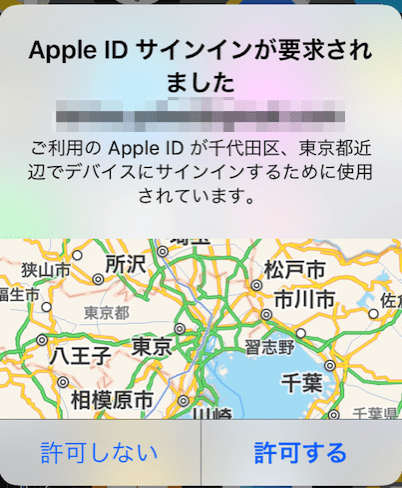 Apple ID サインインが要求され
ました
ご利用の Apple ID が千代田区、東京都近
辺でデバイスにサインインするために使用
されています。
埼玉
所沢
狭山市
松戸市
福生市
市川市
佐倉
東京都
東京
八王子
習志野
千葉
相模原市
川崎
千葉県
許可しない
許可する